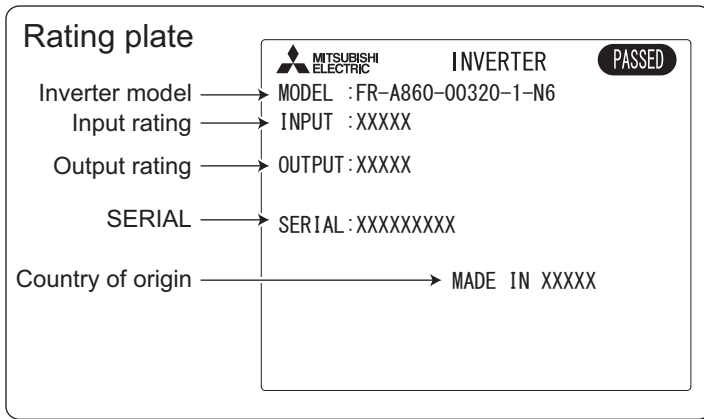 Rating plate
MITSUBISHI
ELECTRIC
INVERTER
PASSED
Inverter model
MODEL :FR-A860-00320-1-N6
Input rating
INPUT :XXXXX
Output rating
OUTPUT:XXXXX
SERIAL
SERIAL:XXXXXXXXX
Country of origin
MADE IN XXXXX